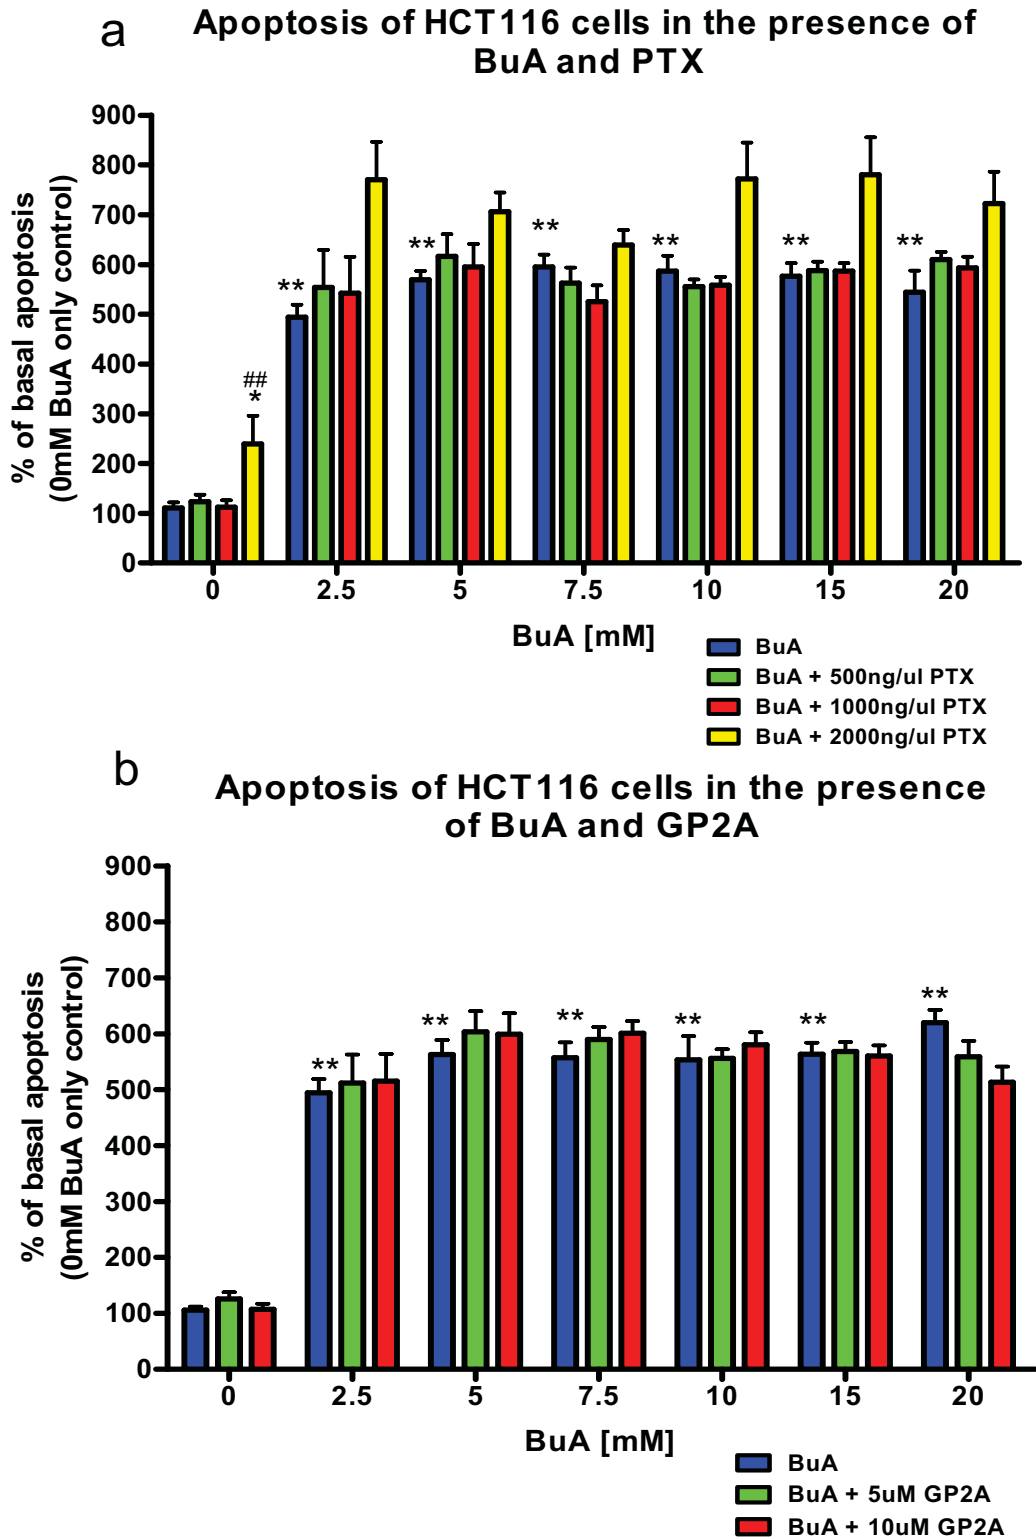 a
Apoptosis of HCT116 cells in the presence of
BuA and PTX
% of basal apoptosis
(0mM BuA only control)
900
800
700
600
500
400
300
200
100
0
##
*
**
**
**
**
**
**
0 2.5 5 7.5 10 15 20
BuA [mM]
BuA
BuA + 500ng/ul PTX
BuA + 1000ng/ul PTX
BuA + 2000ng/ul PTX
b
Apoptosis of HCT116 cells in the presence
of BuA and GP2A
% of basal apoptosis
(0mM BuA only control)
900
800
700
600
500
400
300
200
100
0
**
**
**
**
**
**
0 2.5 5 7.5 10 15 20
BuA [mM]
BuA
BuA + 5uM GP2A
BuA + 10uM GP2A